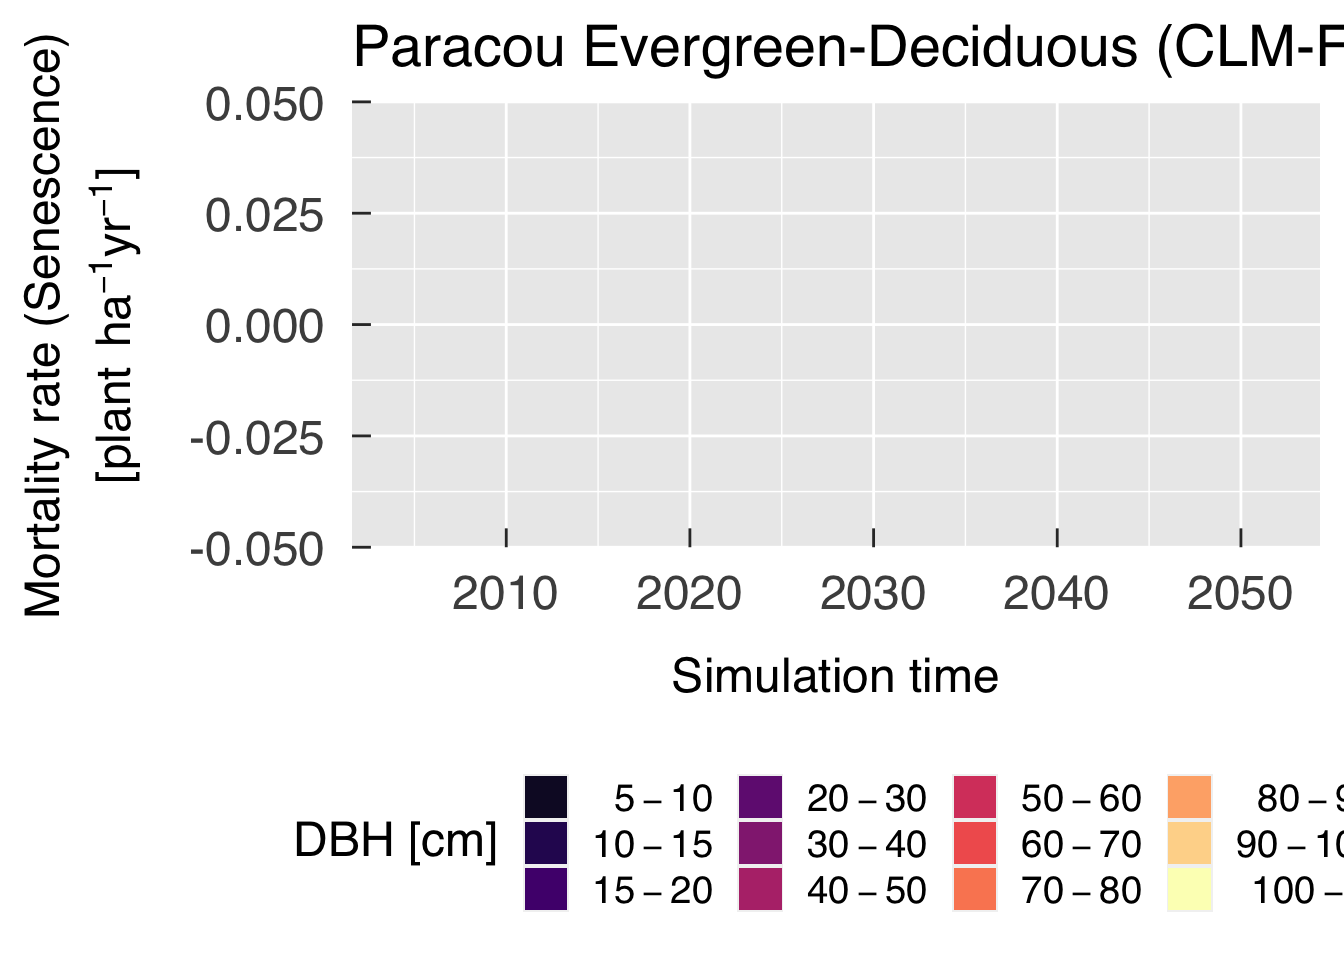 Paracou Evergreen-Deciduous (CLM-F
Mortality rate (Senescence)
[plant ha⁻¹yr⁻¹]
0.050
0.025
0.000
-0.025
-0.050
2010 2020 2030 2040 2050
Simulation time
DBH [cm]
5 – 10 20 – 30 50 – 60 80 – 9
10 – 15 30 – 40 60 – 70 90 – 10
15 – 20 40 – 50 70 – 80 100 –